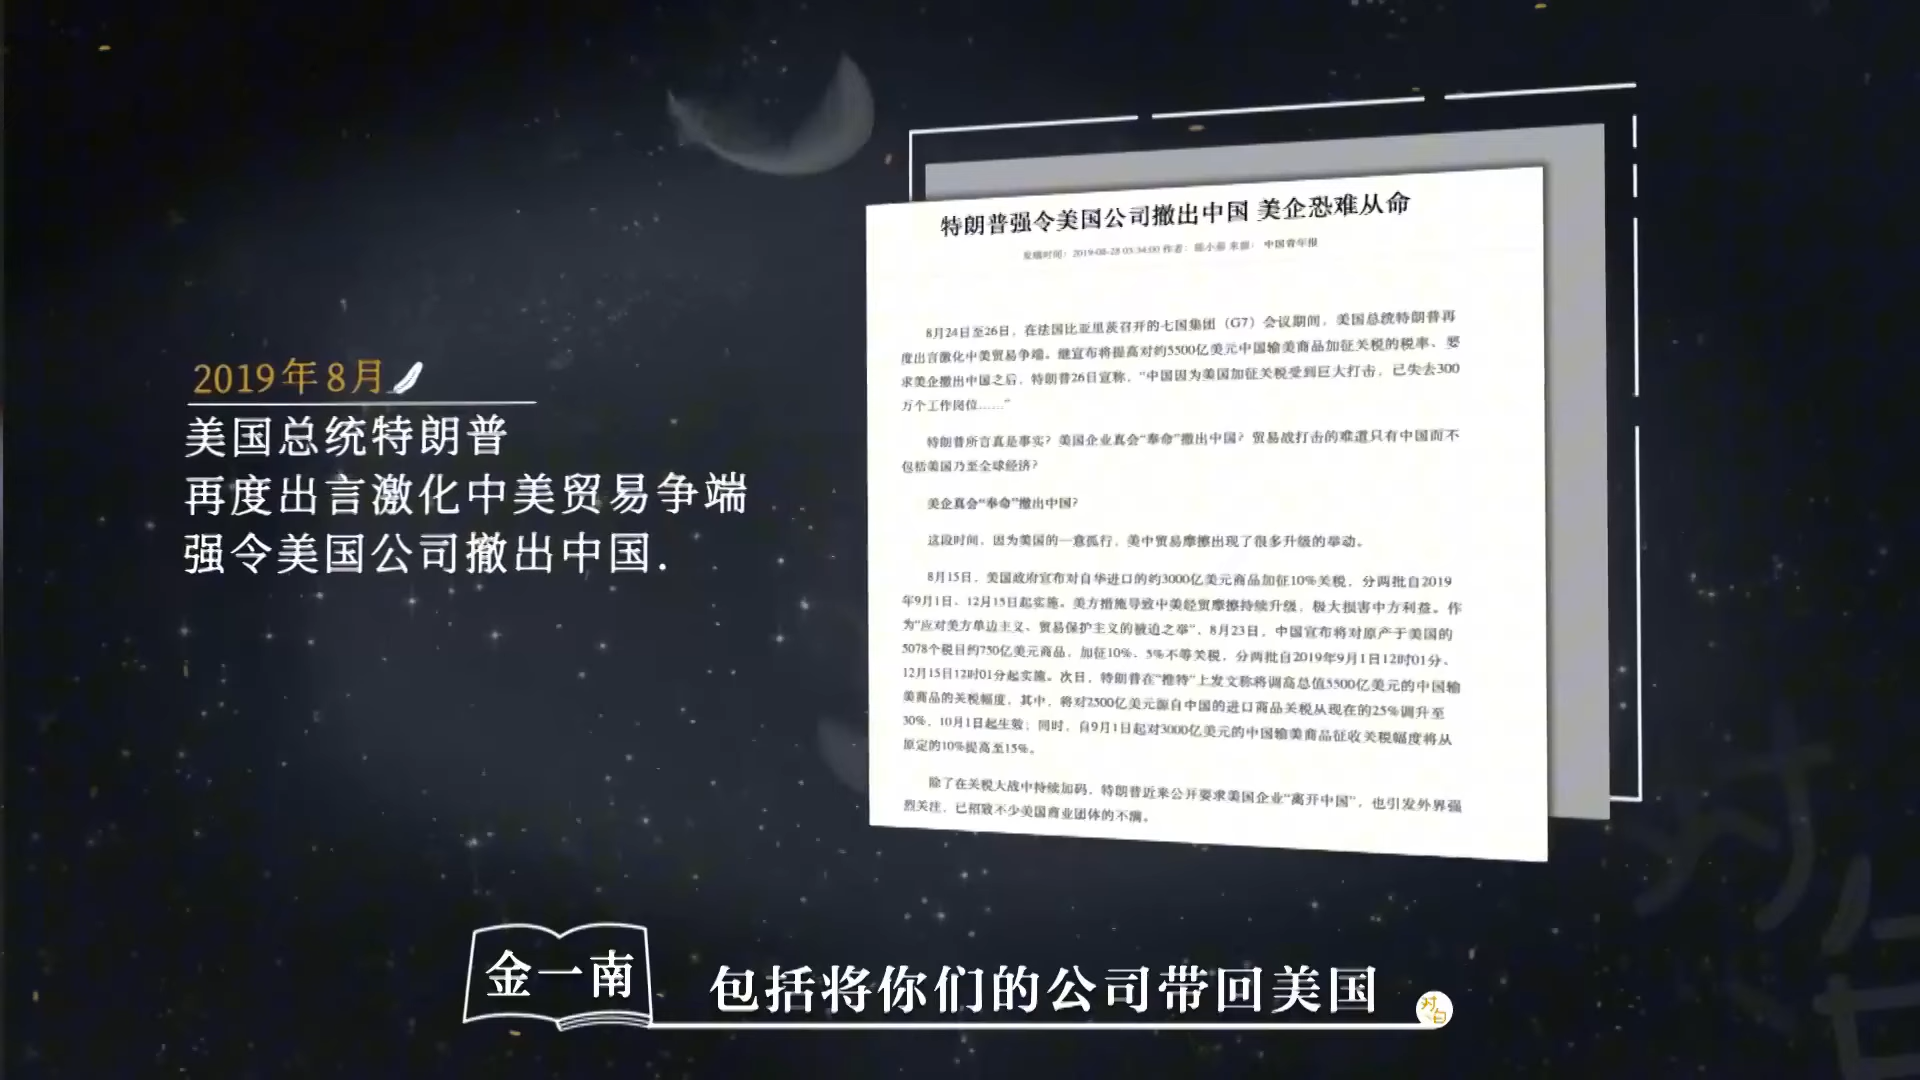 2019年8月
美国总统特朗普
再度出言激化中美贸易争端
强令美国公司撤出中国.
特朗普强令美国公司撤出中国 美企恐难从命
发稿时间：2019-08-28 05:34:00 作者： 来源： 中国青年报
8月24日至26日，在法国比亚里茨召开的七国集团（G7）会议期间，美国总统特朗普再
度出言激化中美贸易争端。继宣布将提高对约5500亿美元中国输美商品加征关税的税率、要
求美企撤出中国之后，特朗普26日宣称，“中国因为美国加征关税受到巨大打击，已失去300
万个工作岗位……”
特朗普所言真是事实？美国企业真会“奉命”撤出中国？贸易战打击的难道只有中国而不
包括美国乃至全球经济？
美企真会“奉命”撤出中国？
这段时间，因为美国的一意孤行，美中贸易摩擦出现了很多升级的举动。
8月15日，美国政府宣布对自华进口的约3000亿美元商品加征10%关税，分两批自2019
年9月1日、12月15日起实施。美方措施导致中美经贸摩擦持续升级，极大损害中方利益。作
为“应对美方单边主义、贸易保护主义的被迫之举”，8月23日，中国宣布将对原产于美国的
5078个税目约750亿美元商品，加征10%、5%不等关税，分两批自2019年9月1日12时01分、
12月15日12时01分起实施。次日，特朗普在“推特”上发文称将调高总值5500亿美元的中国输
美商品的关税幅度，其中，将对2500亿美元源自中国的进口商品关税从现在的25%调升至
30%，10月1日起生效；同时，自9月1日起对3000亿美元的中国输美商品征收关税幅度将从
原定的10%提高至15%。
除了在关税大战中持续加码，特朗普近来公开要求美国企业“离开中国”，也引发外界强
烈关注，已招致不少美国商业团体的不满。
金一南
包括将你们的公司带回美国
对白